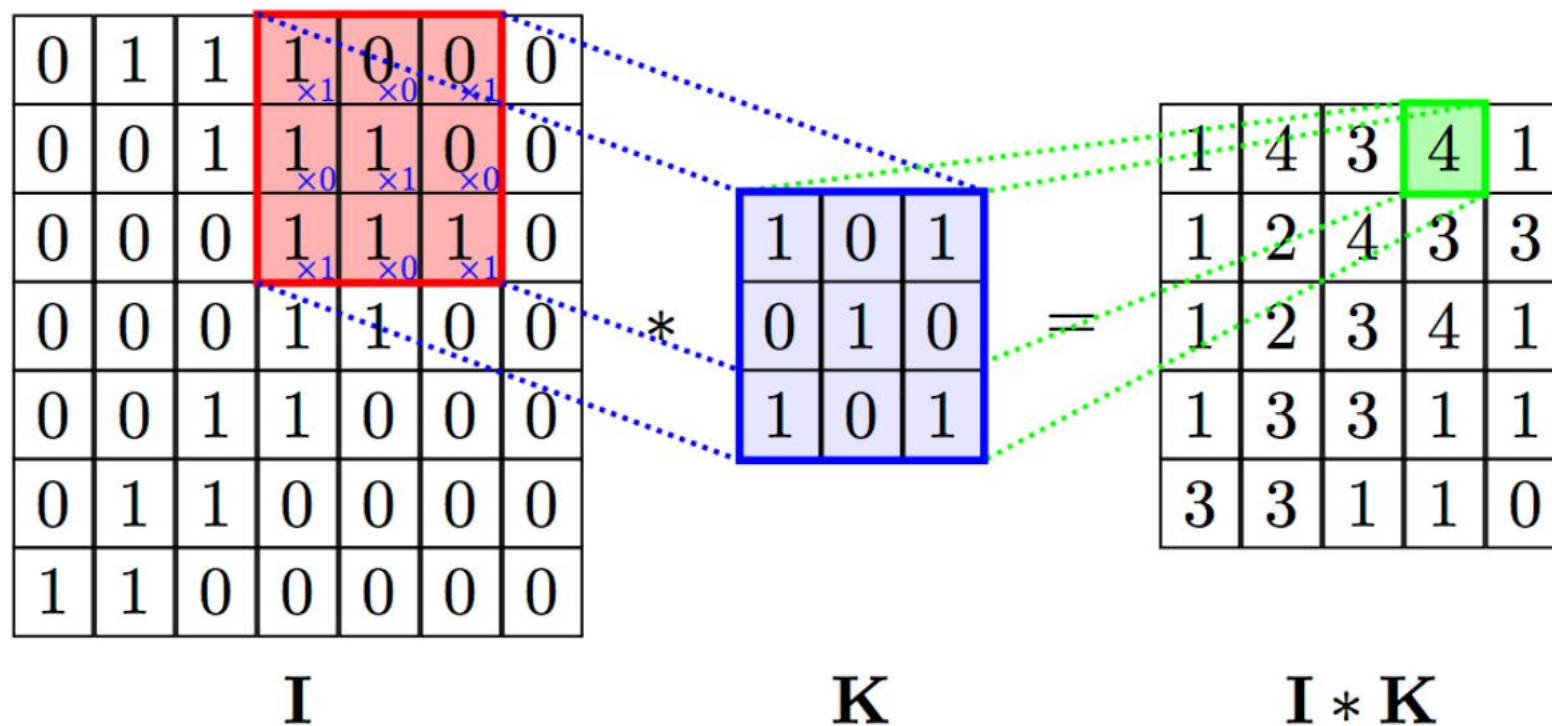 0 1 1 1 0 0 0
×1 ×0 ×1
0 0 1 1 1 0 0
×0 ×1 ×0
0 0 0 1 1 1 0
×1 ×0 ×1
0 0 0 1 1 0 0
0 0 1 1 0 0 0
0 1 1 0 0 0 0
1 1 0 0 0 0 0
I
*
1 0 1
0 1 0
1 0 1
K
=
1 4 3 4 1
1 2 4 3 3
1 2 3 4 1
1 3 3 1 1
3 3 1 1 0
I * K